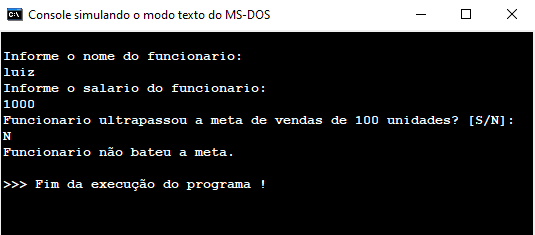 Console simulando o modo texto do MS-DOS
Informe o nome do funcionario:
luiz
Informe o salario do funcionario:
1000
Funcionario ultrapassou a meta de vendas de 100 unidades? [S/N]:
N
Funcionario não bateu a meta.
>>> Fim da execução do programa !